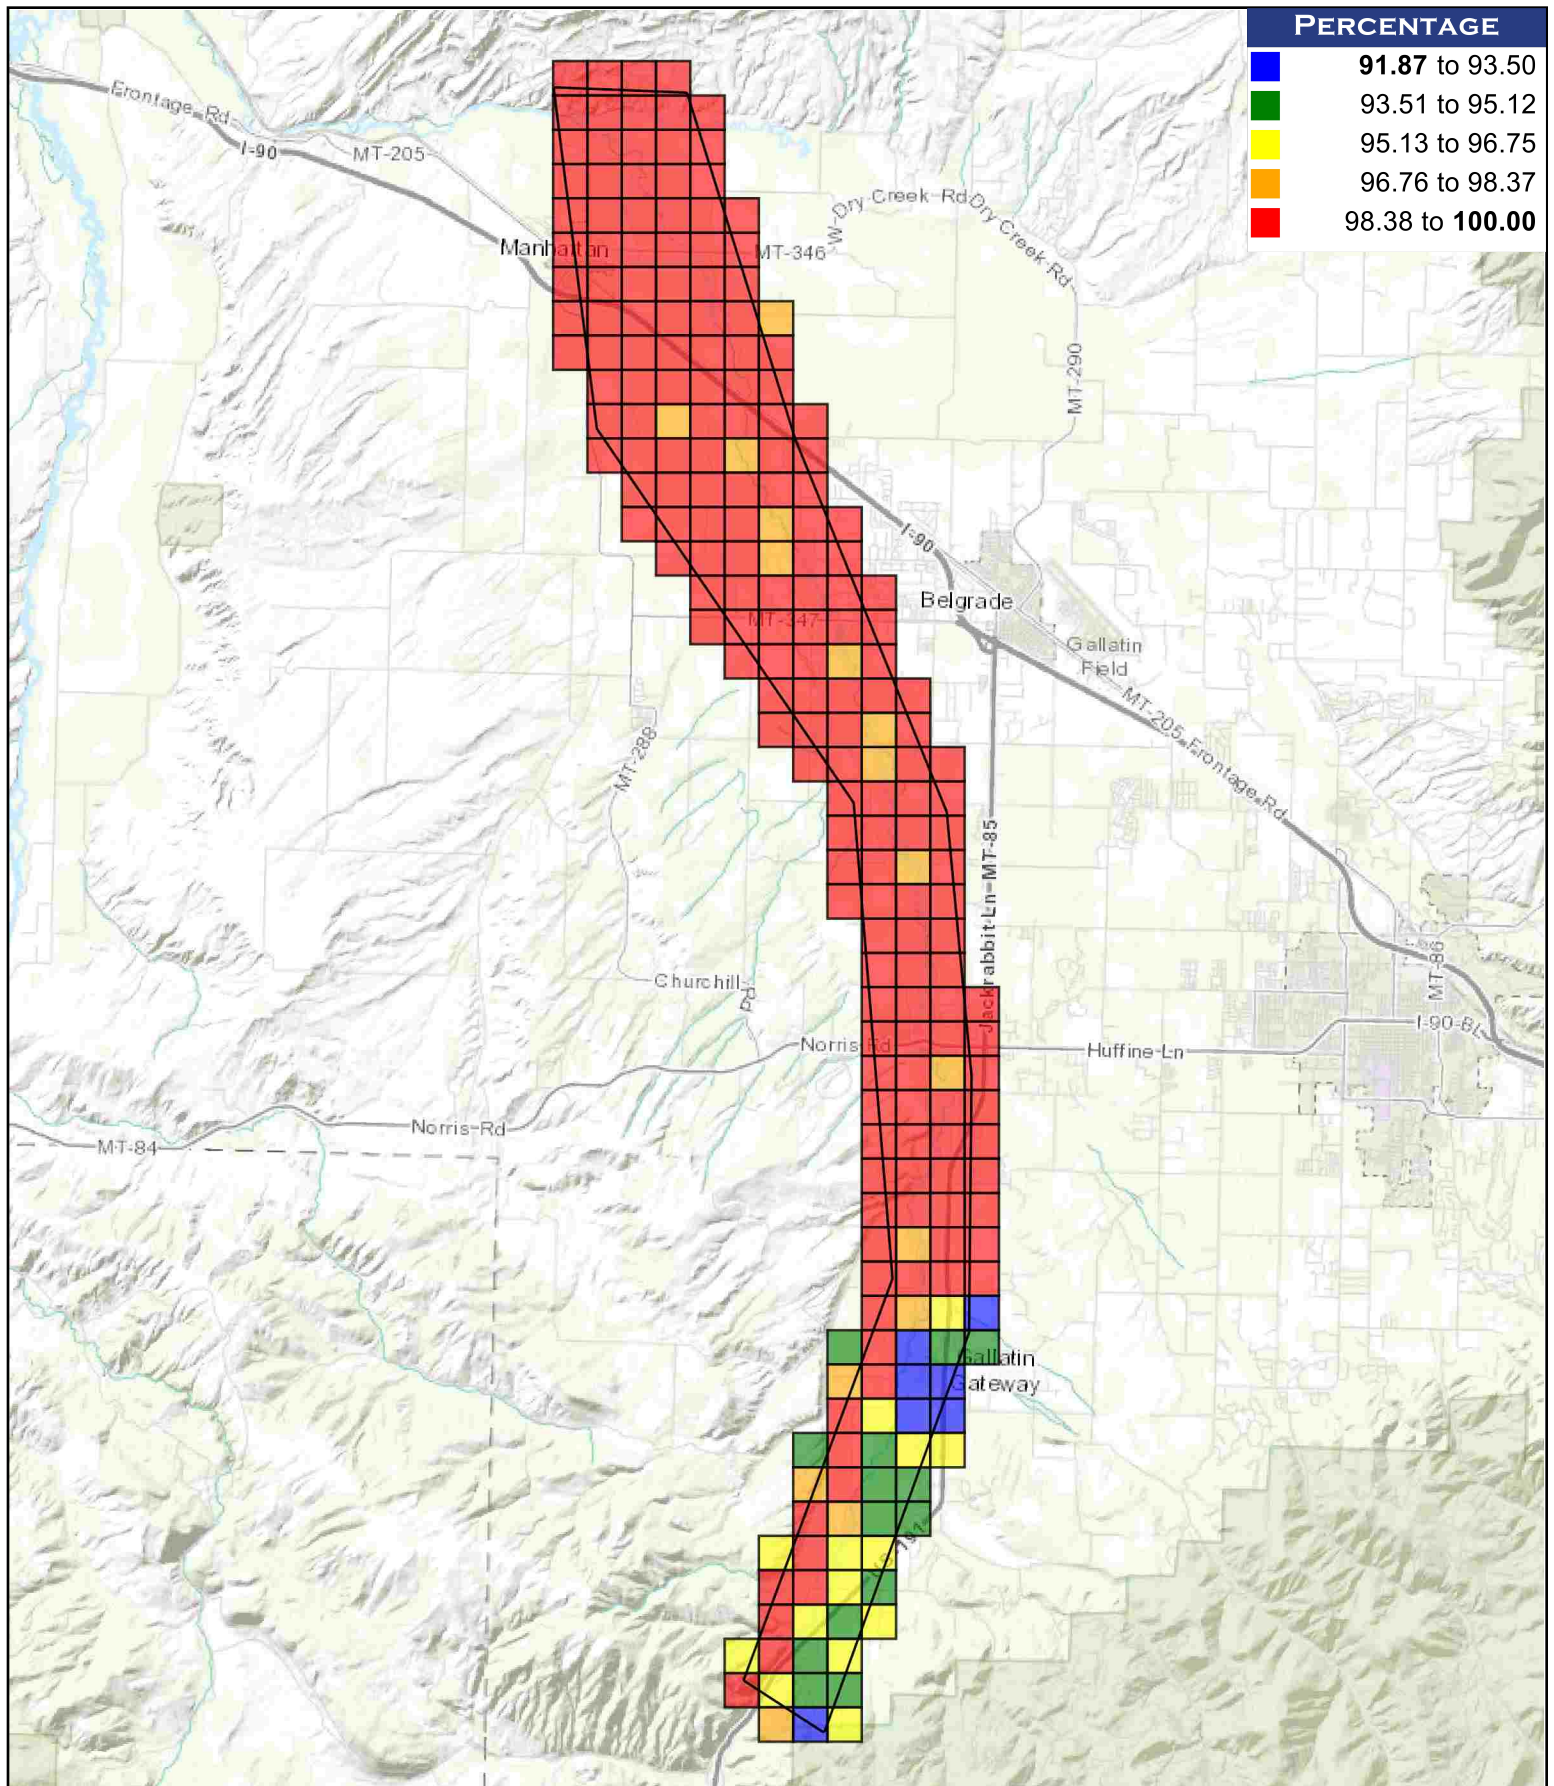 PERCENTAGE
91.87 to 93.50
93.51 to 95.12
95.13 to 96.75
96.76 to 98.37
98.38 to 100.00
Frontage Rd
I-90
MT-205
W Dry Creek Rd
Dry Creek Rd
Manhattan
MT-346
MT-290
I-90
Belgrade
MT-347
Gallatin
Field
MT-205
Frontage Rd
MT-288
Jackrabbit Ln
MT-85
MT-86
Churchill Rd
I-90-BL
Norris Rd
Huffine Ln
Norris Rd
MT-84
Gallatin
Gateway
US-191